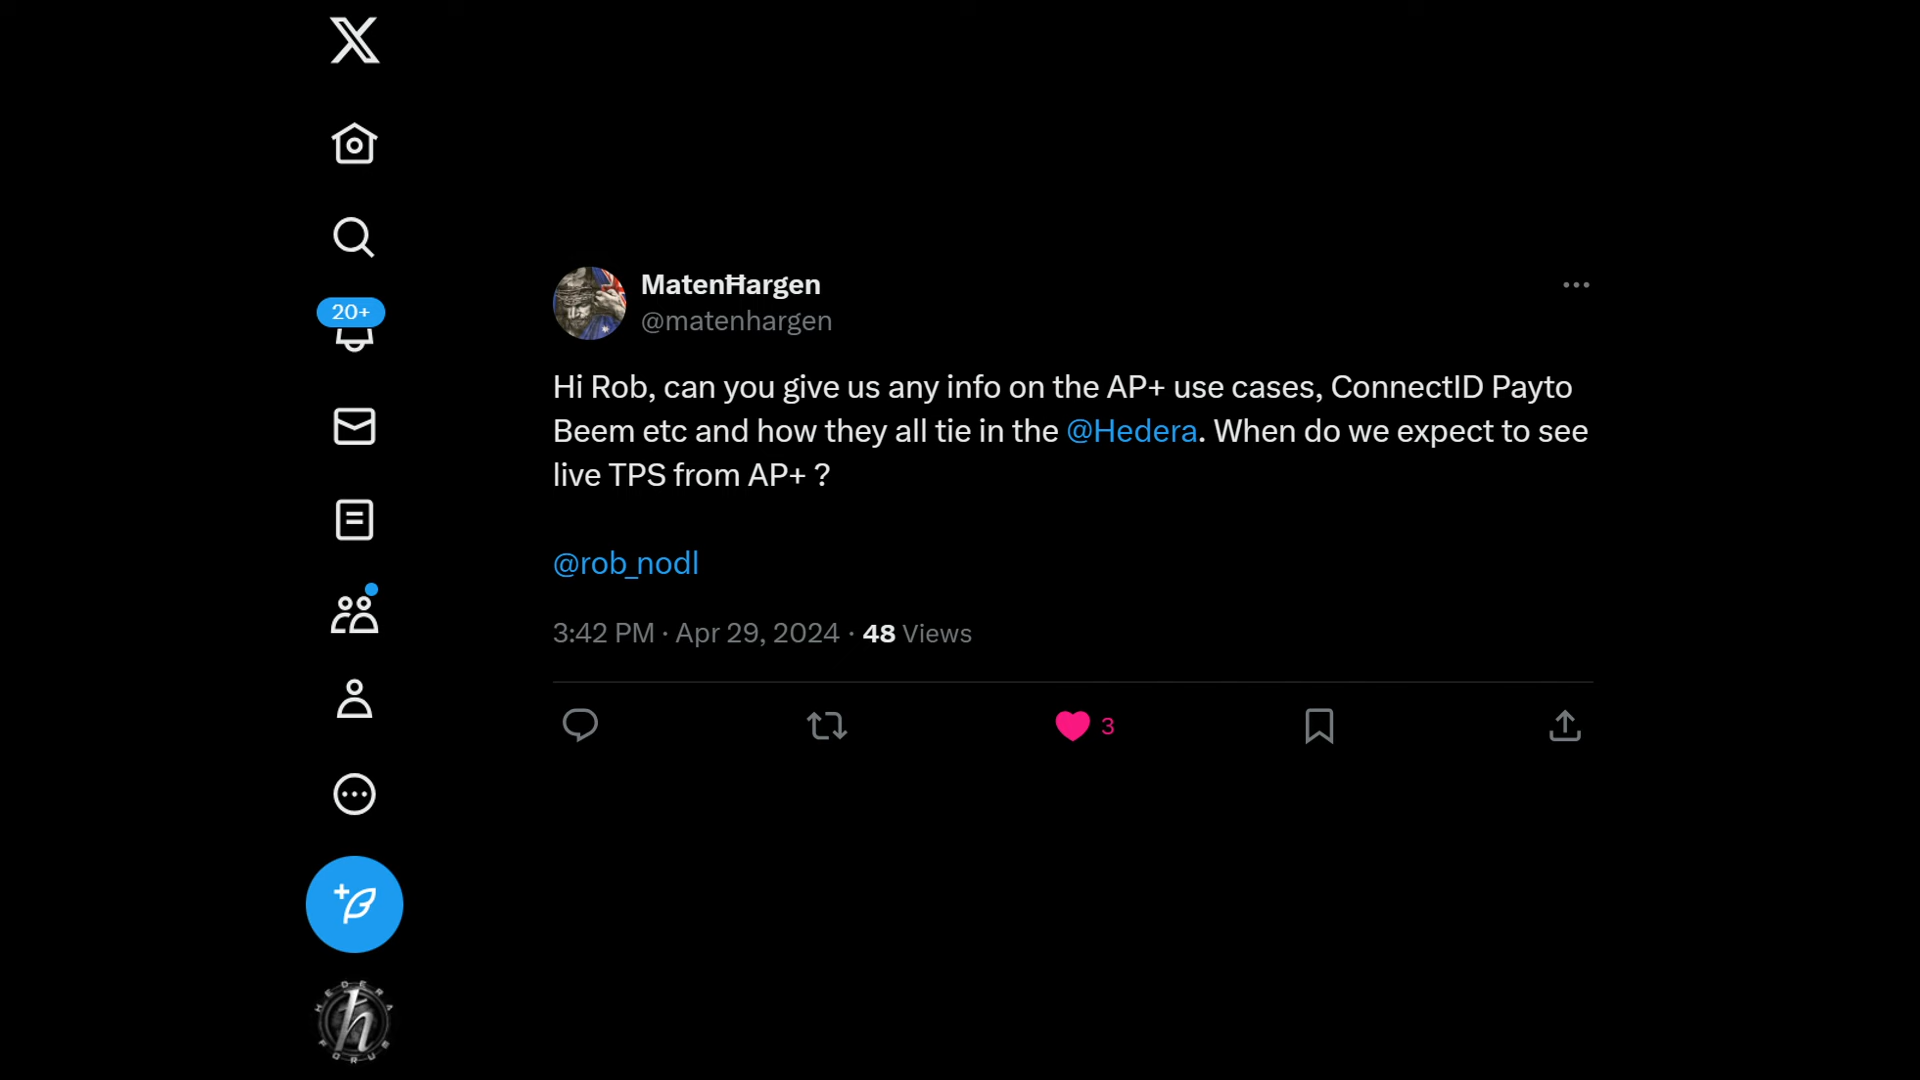 20+
MatenĦargen
@matenhargen
Hi Rob, can you give us any info on the AP+ use cases, ConnectID Payto
Beem etc and how they all tie in the @Hedera. When do we expect to see
live TPS from AP+ ?
@rob_nodl
3:42 PM · Apr 29, 2024 · 48 Views
3
HEDERA